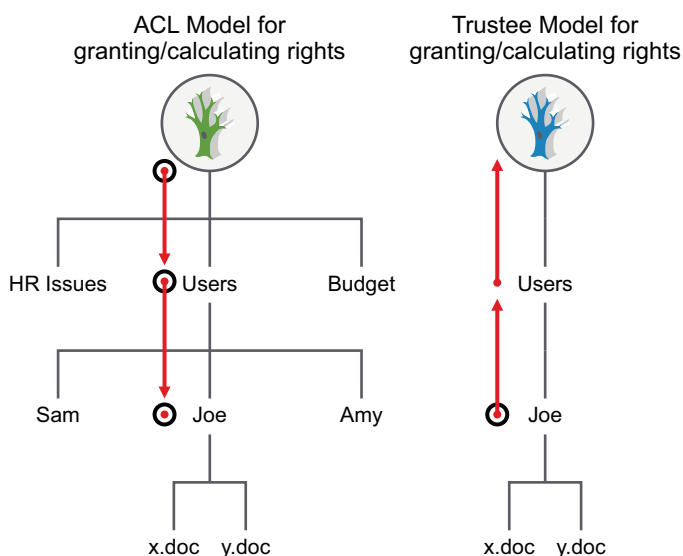 ACL Model for
granting/calculating rights
Trustee Model for
granting/calculating rights
HR Issues
Users
Budget
Users
Sam
Joe
Amy
Joe
x.doc
y.doc
x.doc
y.doc